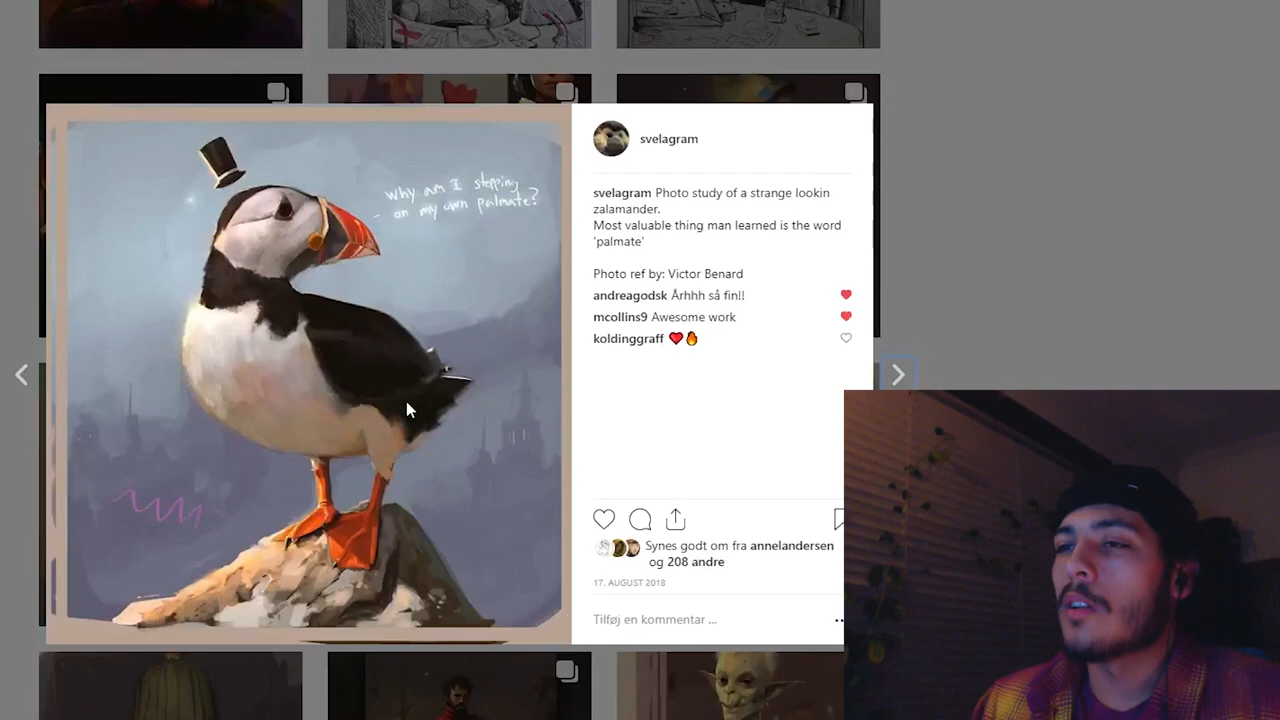 why am I stepping
on my own palmate?
svelagram
svelagram Photo study of a strange lookin
zalamander.
Most valuable thing man learned is the word
'palmate'
Photo ref by: Victor Benard
andreagodsk Århhh så fin!!
mcollins9 Awesome work
koldinggraff ❤️🔥
Synes godt om fra annelandersen
og 208 andre
17. AUGUST 2018
Tilføj en kommentar ...